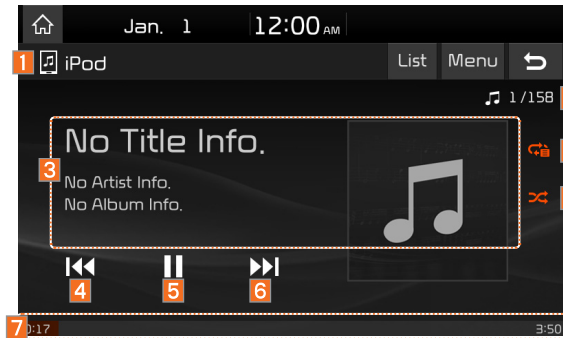 Jan. 1 12:00 AM
1 iPod List Menu
1/158
No Title Info.
3
No Artist Info.
No Album Info.
4 5 6
7 0:17 3:50